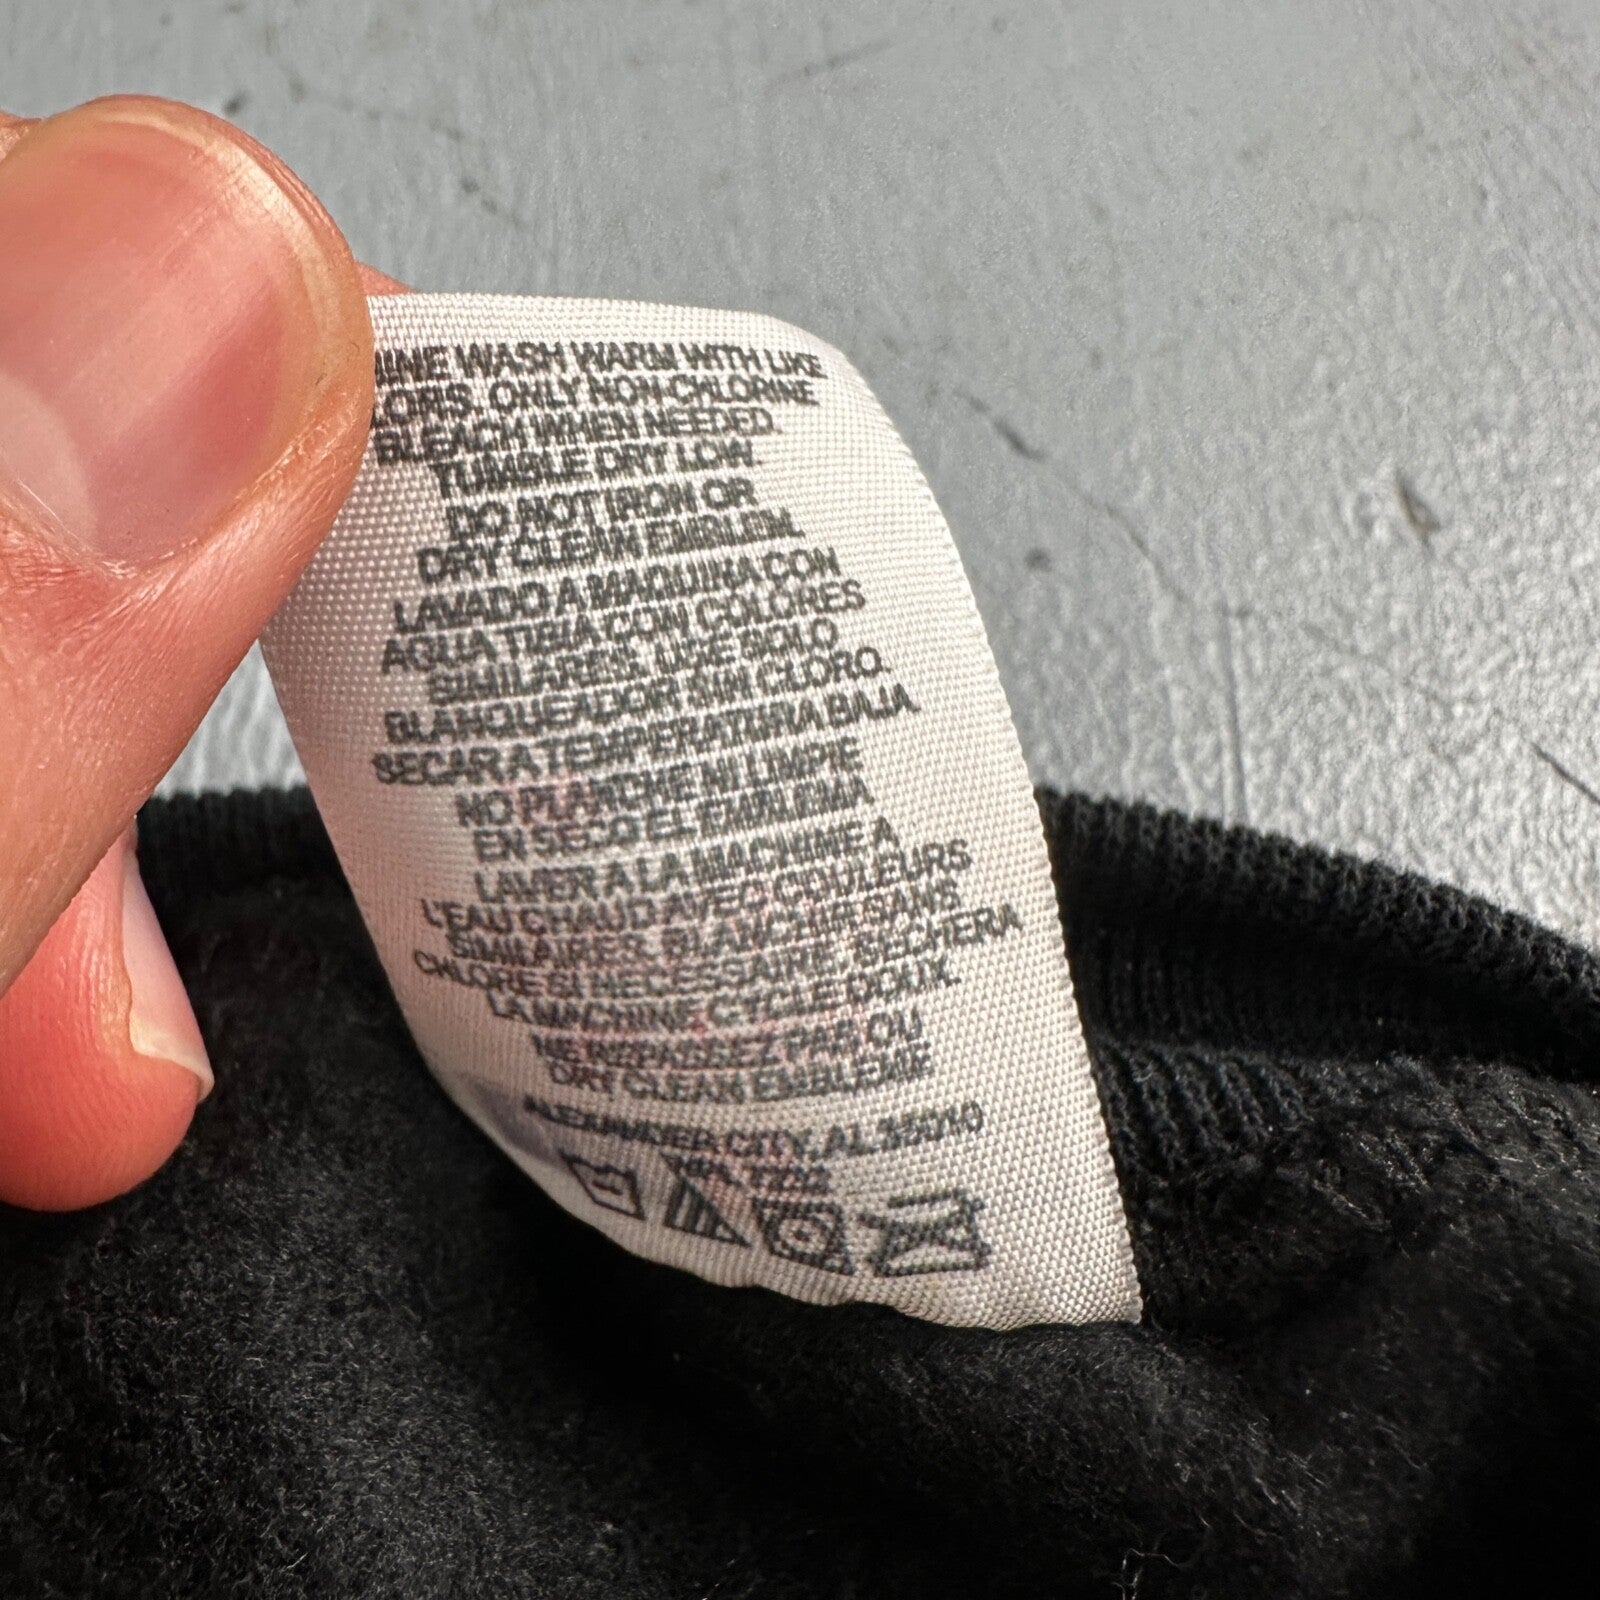 WASH WARM WITH LIKE
ONLY NON-CHLORINE
BLEACH WHEN NEEDED.
TUMBLE DRY LOW.
DO NOT IRON OR
DRY CLEAN EMBLEM.
LAVADO A MAQUINA CON
AGUA TIBIA CON COLORES
SIMILARES. USE SOLO
BLANQUEADOR SIN CLORO.
SECAR A TEMPERATURA BAJA
NO PLANCHE NI LIMPIE
EN SECO EL EMBLEMA
LAVER A LA MACHINE A
L'EAU CHAUD AVEC COULEURS
SIMILAIRES. BLANCHIR SANS
CHLORE SI NECESSAIRE. SECHER A
LA MACHINE, CYCLE DOUX.
NE REPASSEZ PAS OU
DRY CLEAN EMBLEME
ALEXANDER CITY, AL 35010